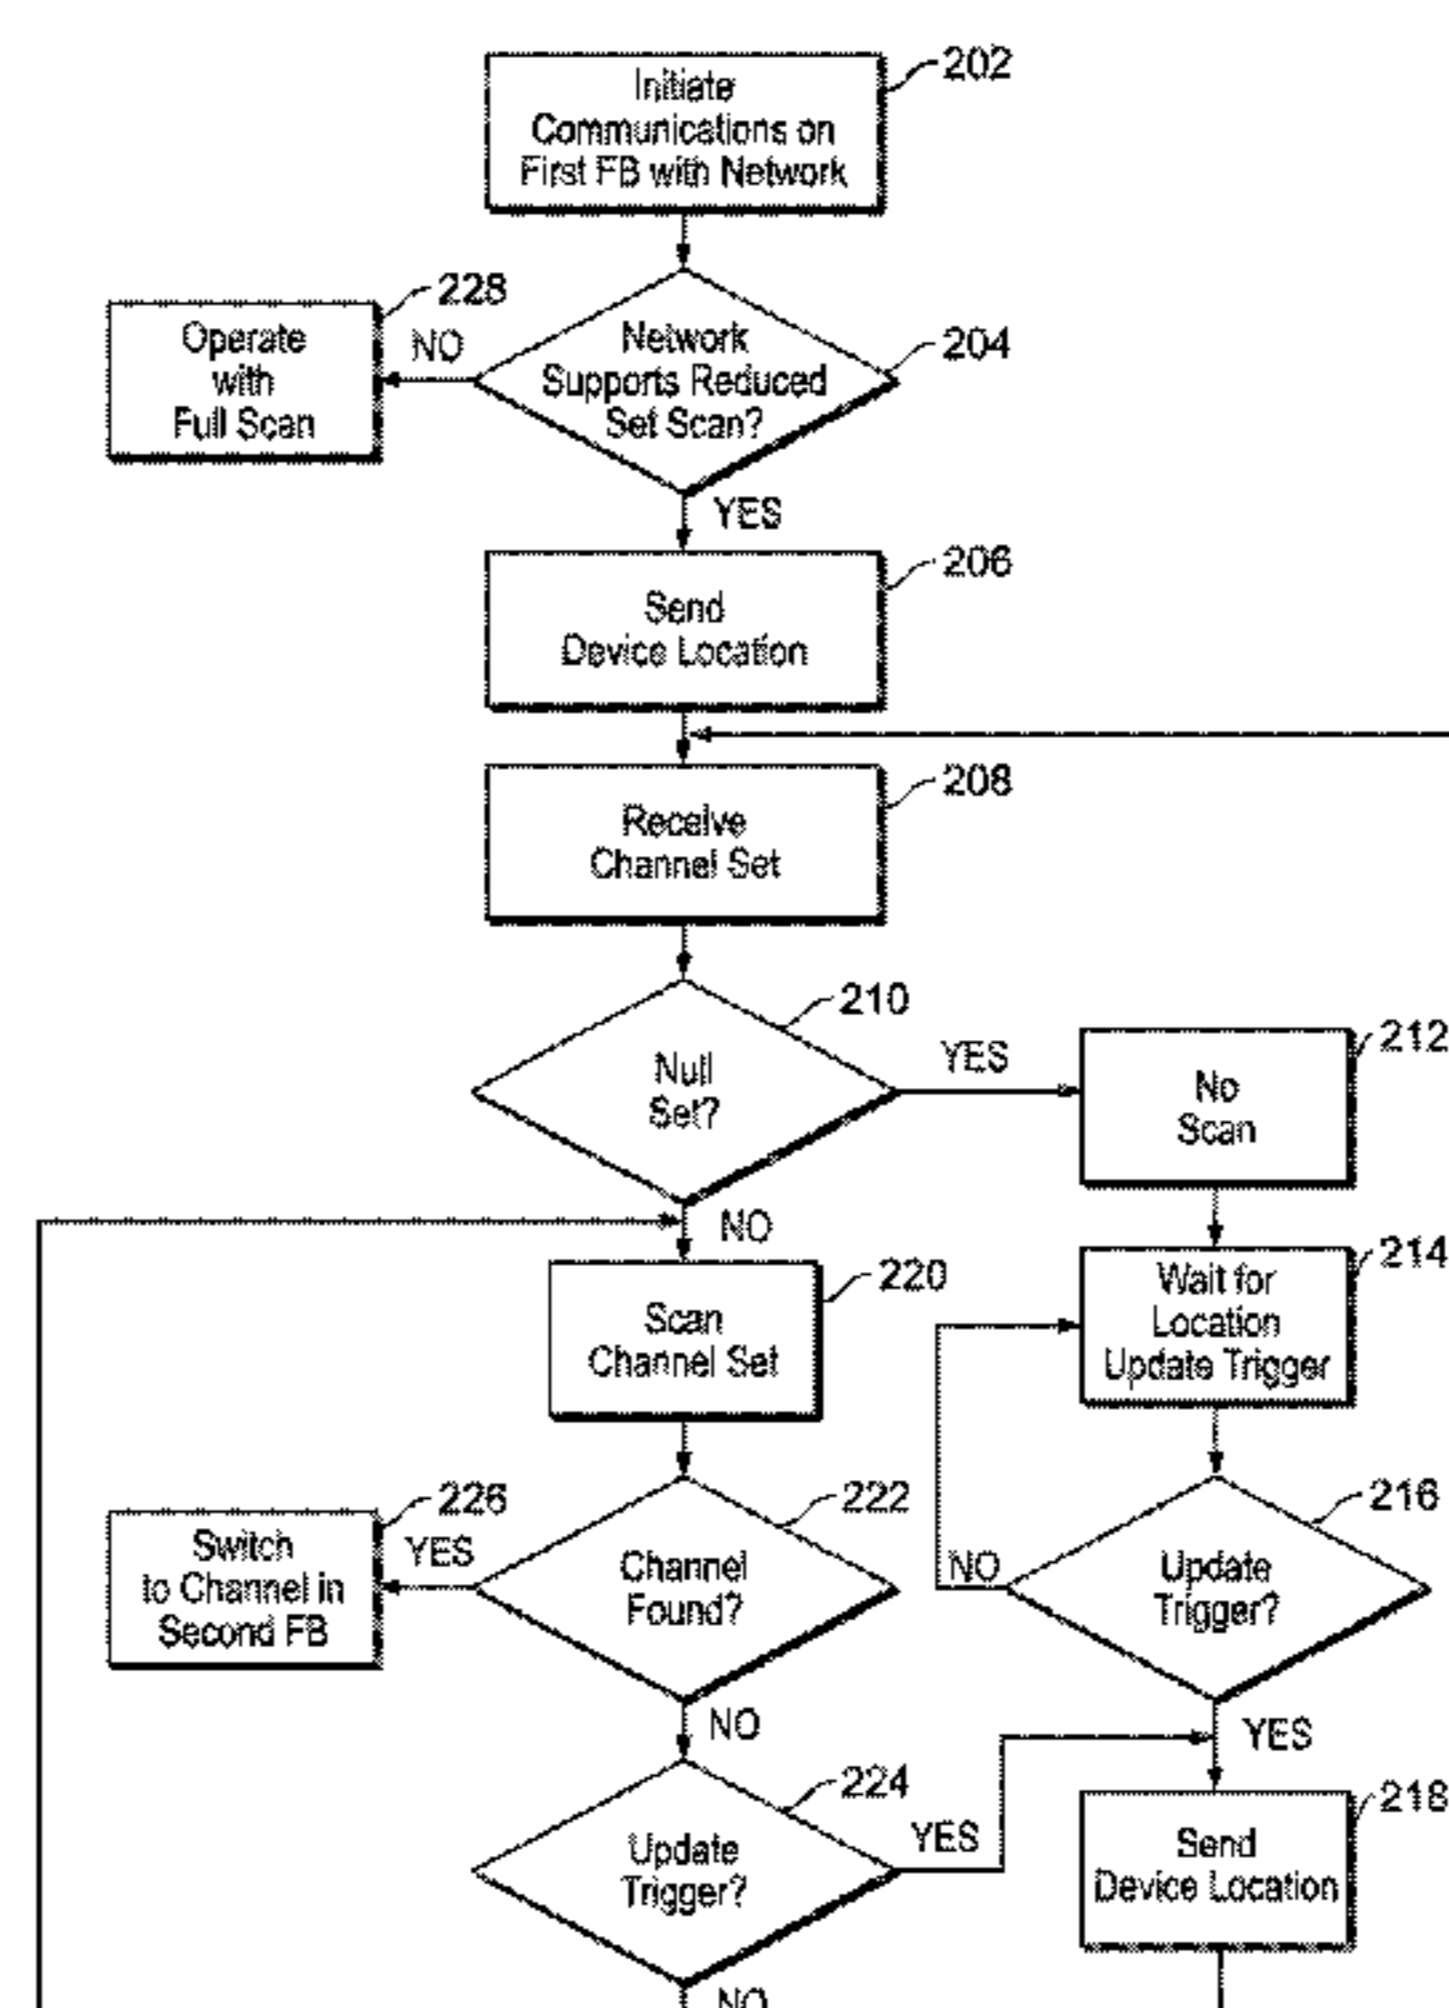 202
Initiate
Communications on
First FB with Network
228
Operate
with
Full Scan
NO
204
Network
Supports Reduced
Set Scan?
YES
206
Send
Device Location
208
Receive
Channel Set
210
Null
Set?
YES
212
No
Scan
NO
220
Scan
Channel Set
214
Wait for
Location
Update Trigger
226
Switch
to Channel in
Second FB
YES
222
Channel
Found?
NO
216
Update
Trigger?
NO
YES
224
Update
Trigger?
YES
218
Send
Device Location
NO